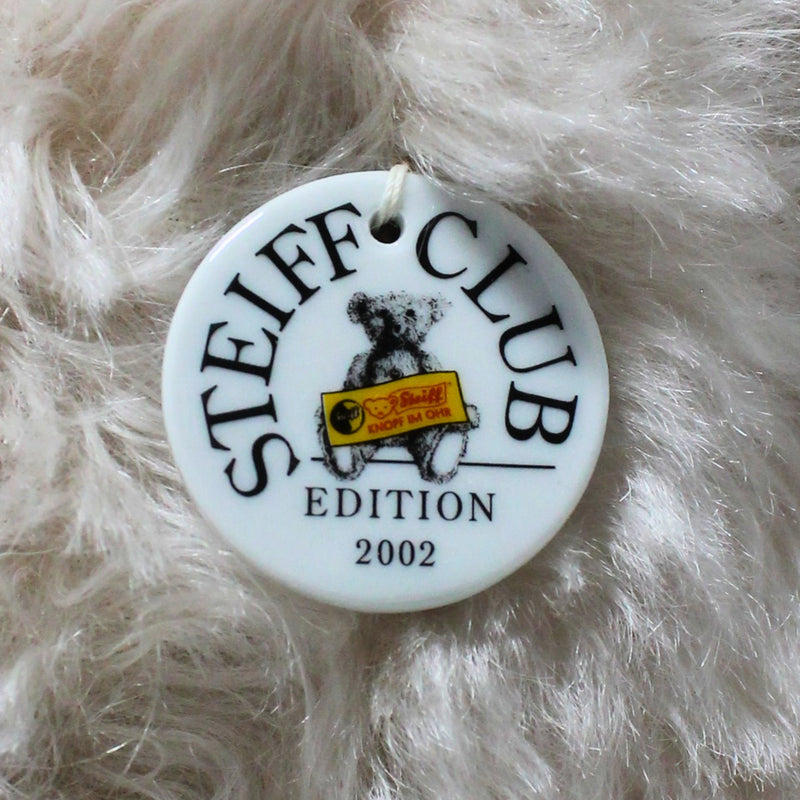 STEIFF CLUB
Steiff
KNOPF IM OHR
EDITION
2002